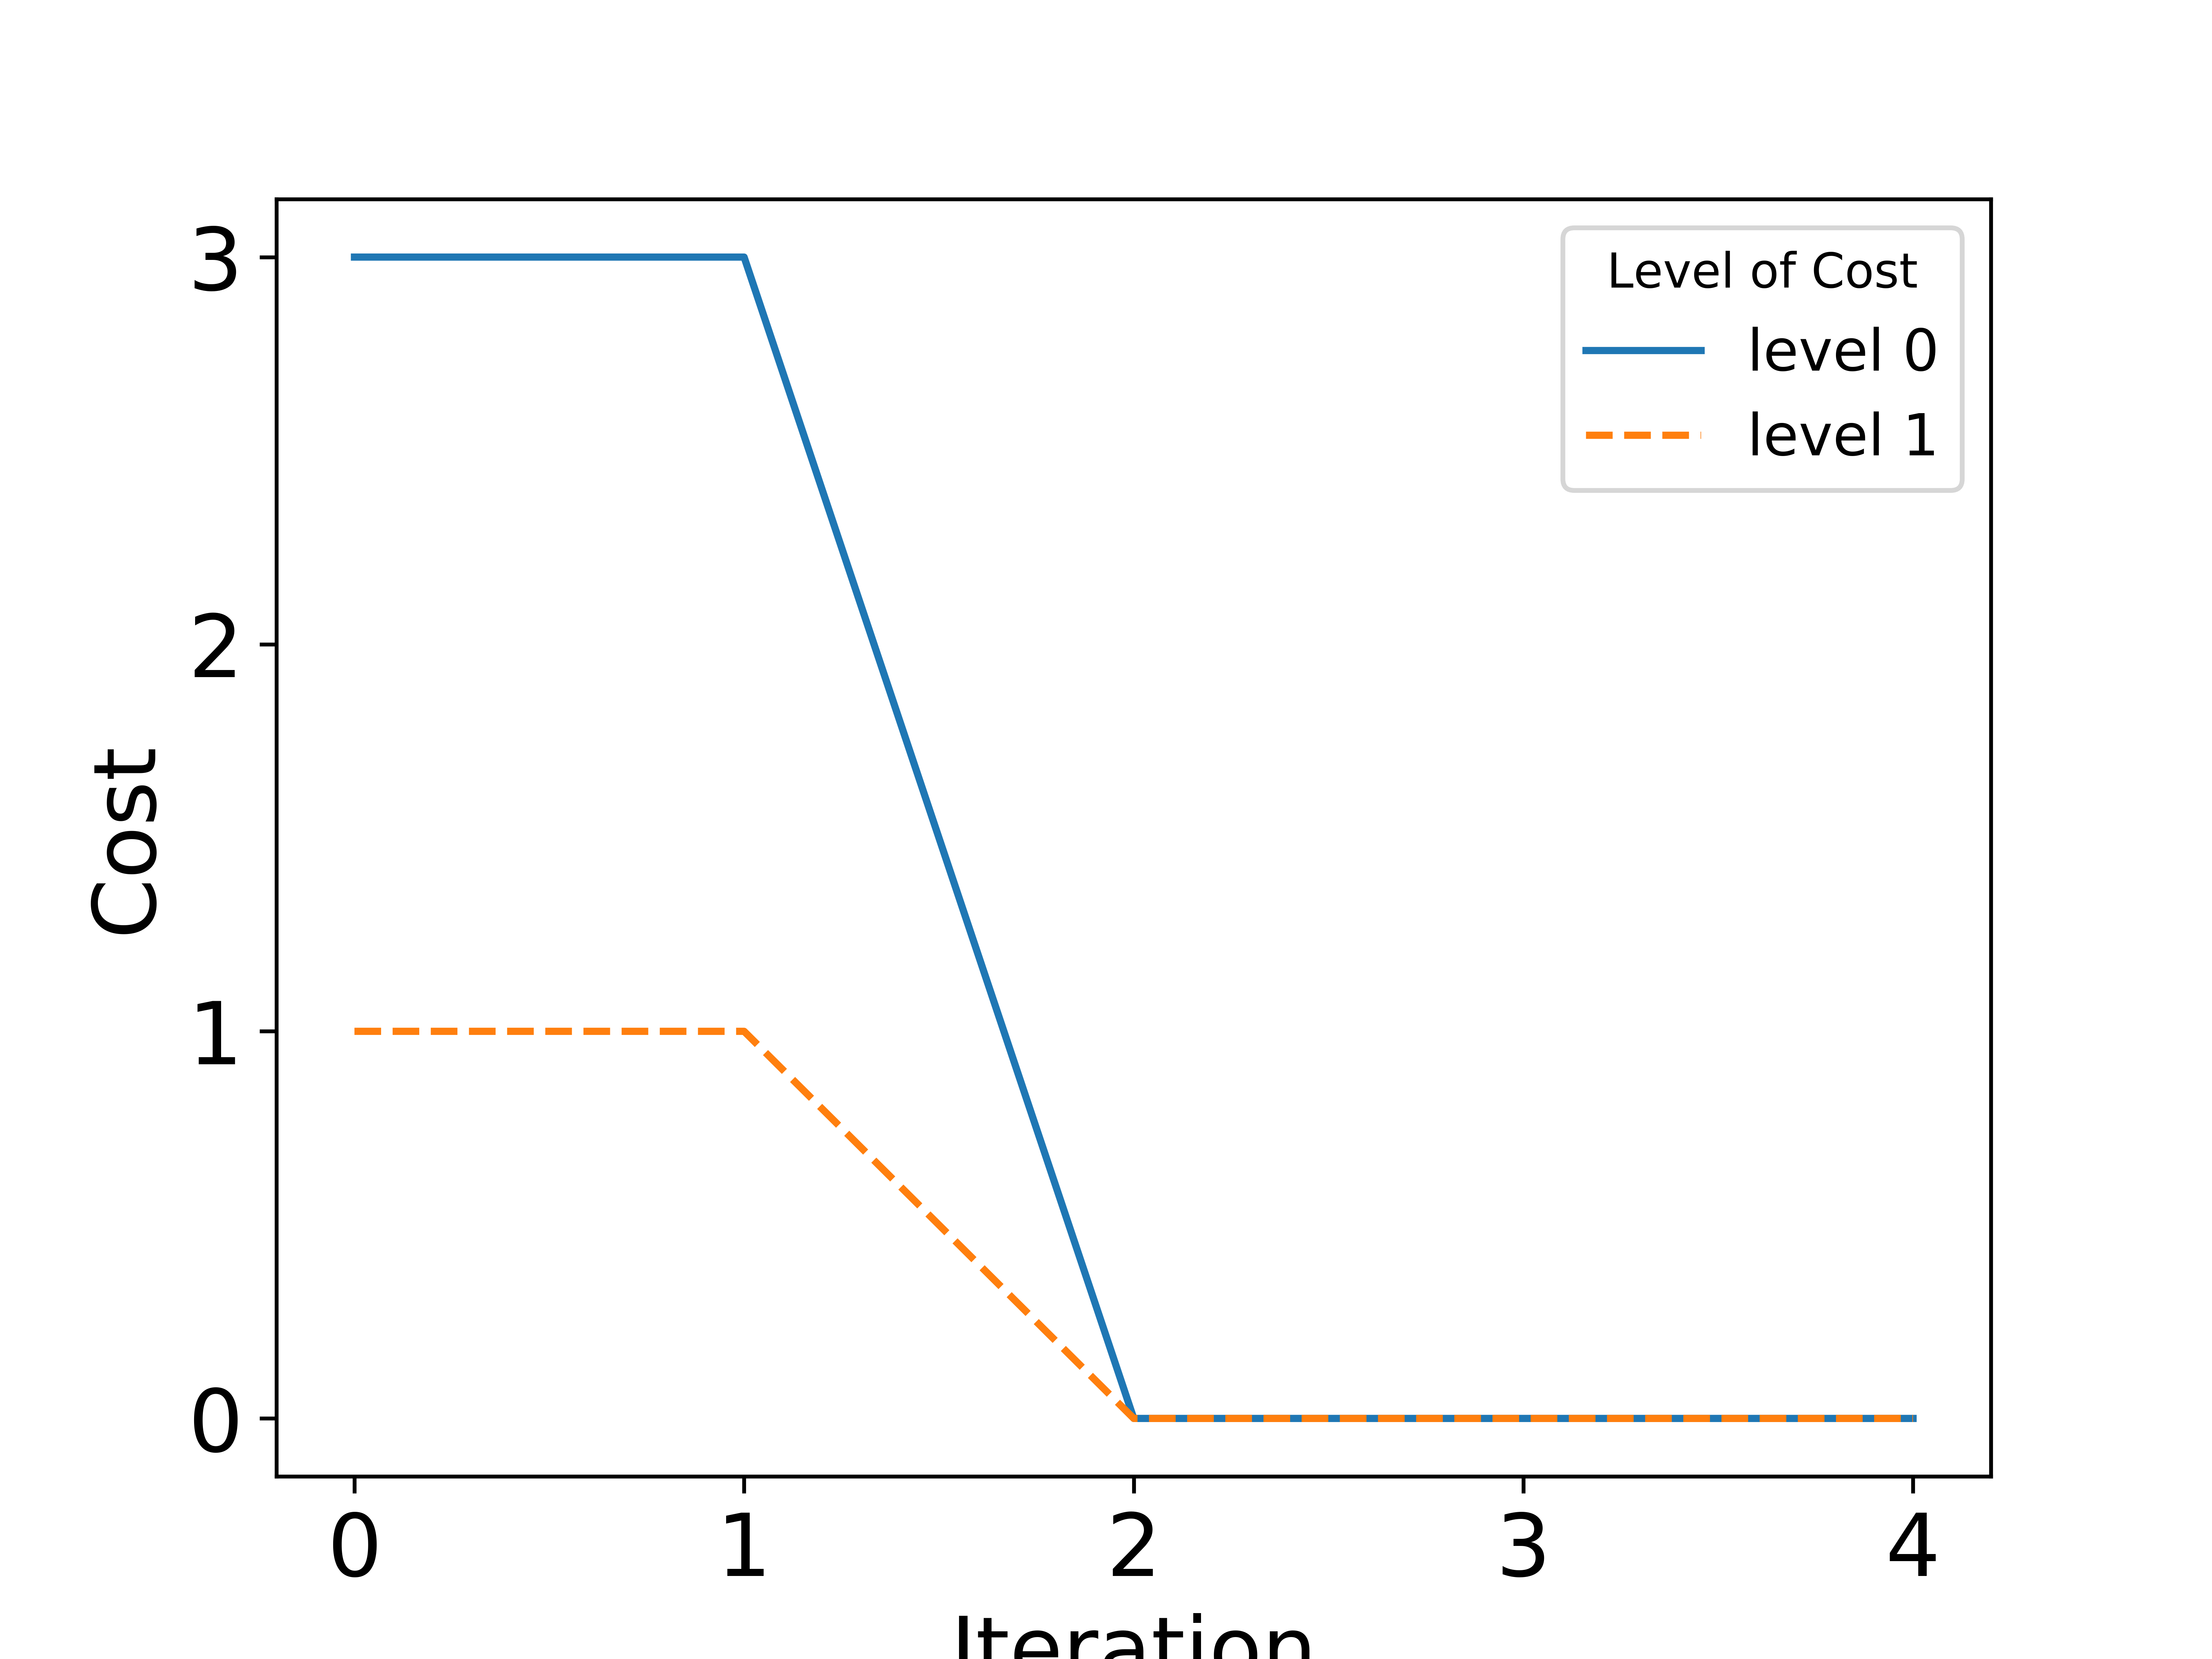 Level of Cost
level 0
level 1
3
2
1
0
Cost
0 1 2 3 4
Iteration